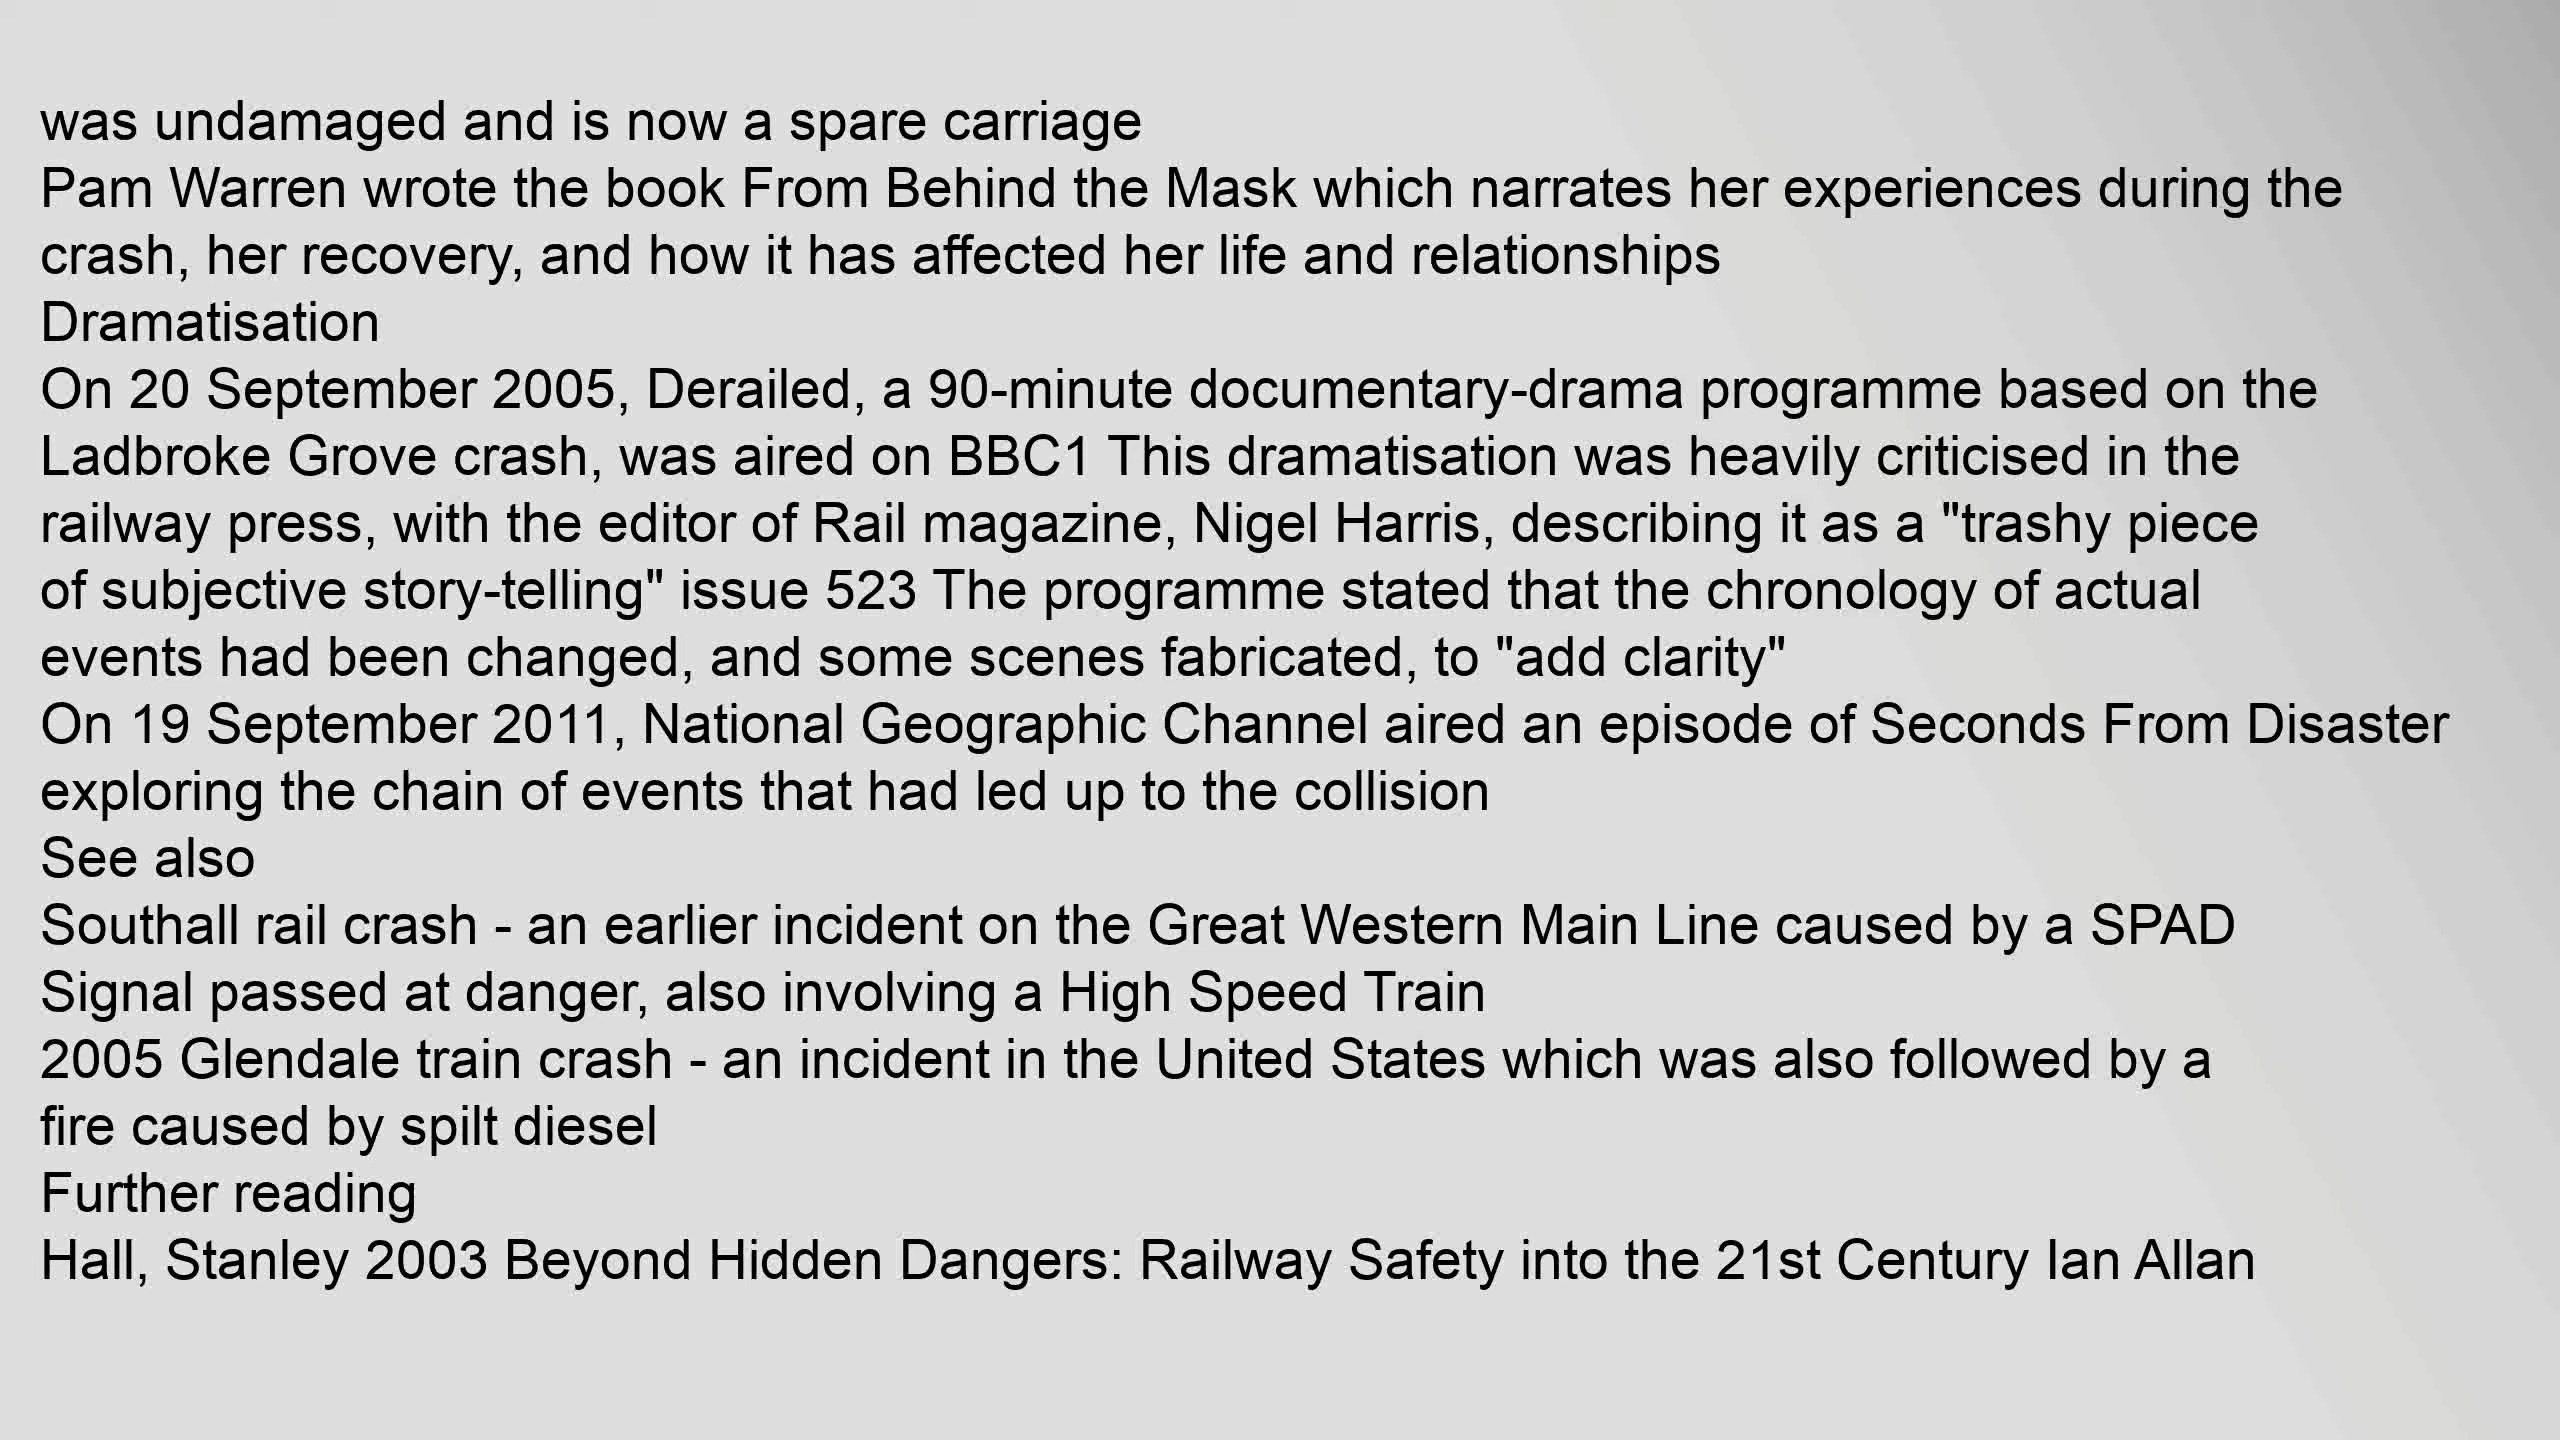 was undamaged and is now a spare carriage
Pam Warren wrote the book From Behind the Mask which narrates her experiences during the
crash, her recovery, and how it has affected her life and relationships
Dramatisation
On 20 September 2005, Derailed, a 90-minute documentary-drama programme based on the
Ladbroke Grove crash, was aired on BBC1 This dramatisation was heavily criticised in the
railway press, with the editor of Rail magazine, Nigel Harris, describing it as a "trashy piece
of subjective story-telling" issue 523 The programme stated that the chronology of actual
events had been changed, and some scenes fabricated, to "add clarity"
On 19 September 2011, National Geographic Channel aired an episode of Seconds From Disaster
exploring the chain of events that had led up to the collision
See also
Southall rail crash - an earlier incident on the Great Western Main Line caused by a SPAD
Signal passed at danger, also involving a High Speed Train
2005 Glendale train crash - an incident in the United States which was also followed by a
fire caused by spilt diesel
Further reading
Hall, Stanley 2003 Beyond Hidden Dangers: Railway Safety into the 21st Century Ian Allan